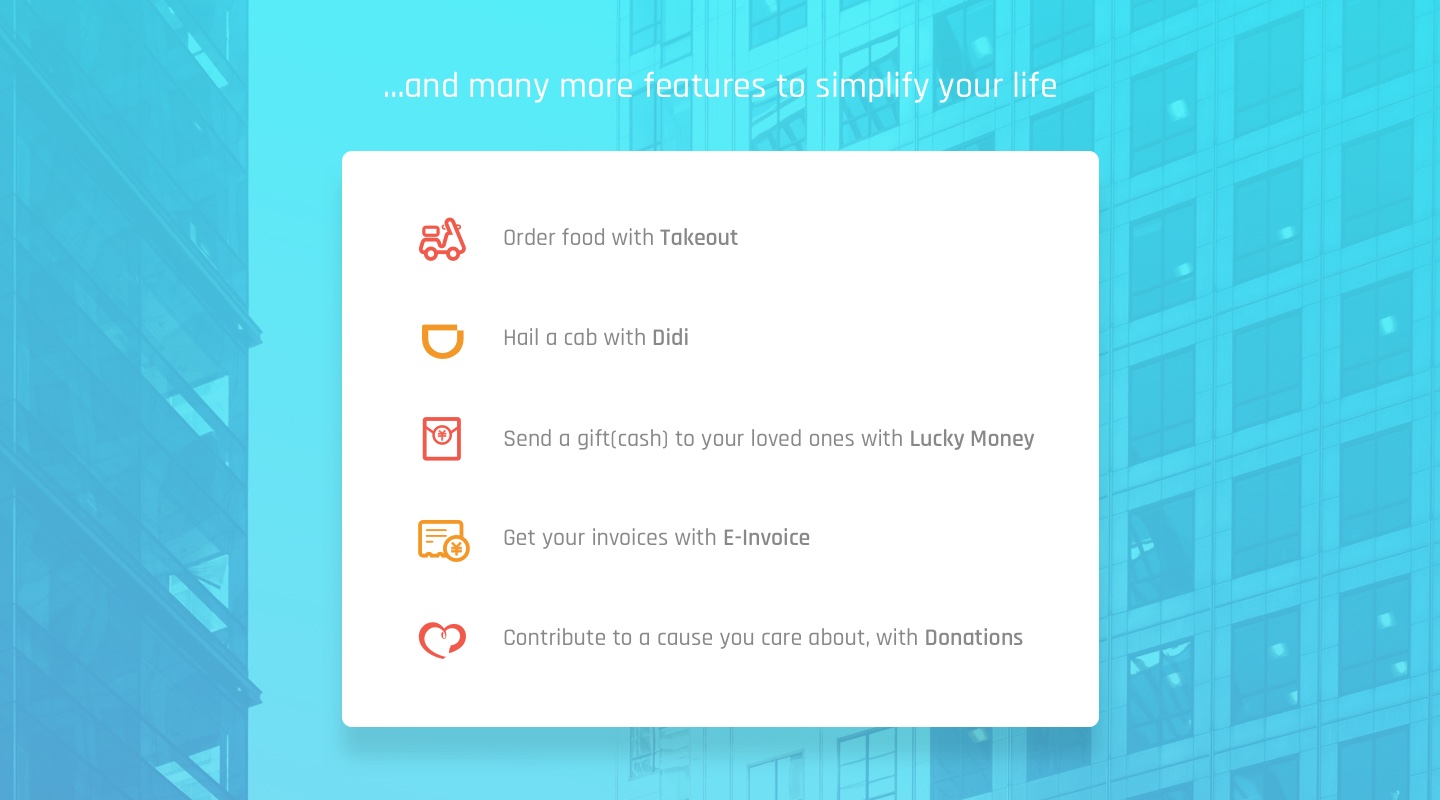 ...and many more features to simplify your life
Order food with Takeout
Hail a cab with Didi
Send a gift(cash) to your loved ones with Lucky Money
Get your invoices with E-Invoice
Contribute to a cause you care about, with Donations